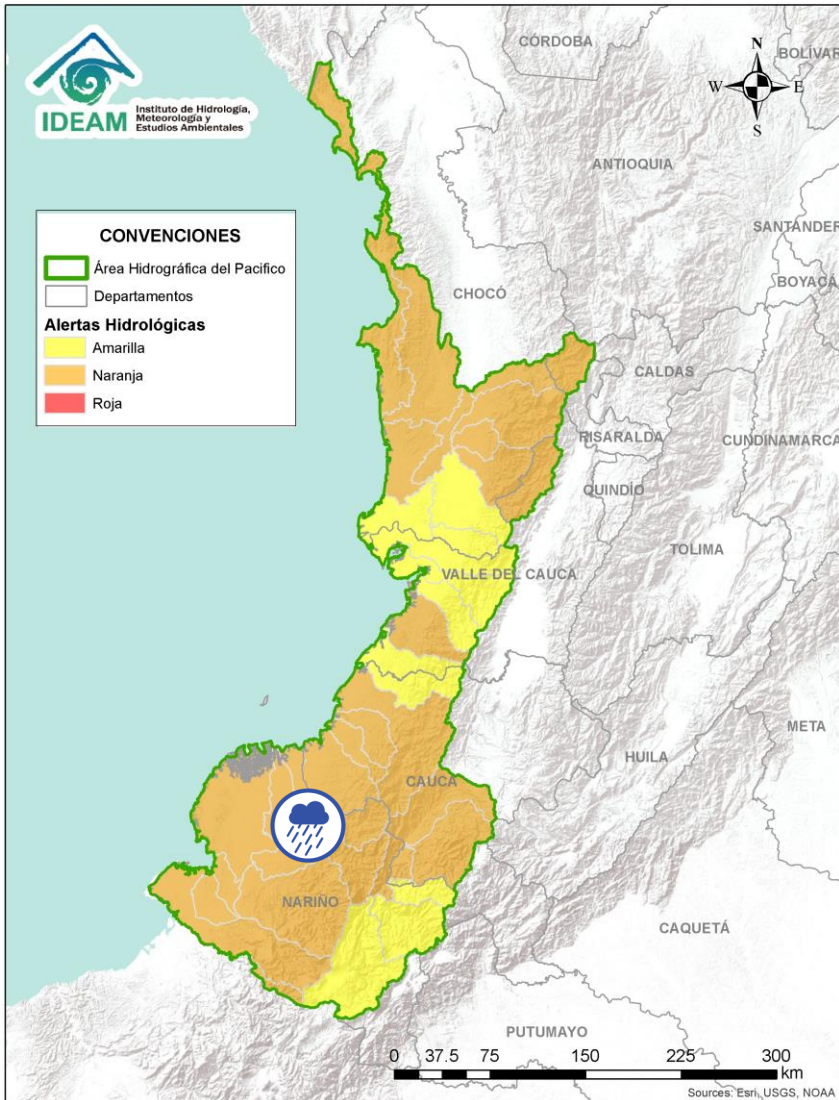 IDEAM
Instituto de Hidrología,
Meteorología y
Estudios Ambientales
CÓRDOBA
BOLÍVAR
N
W
E
S
ANTIOQUIA
SANTANDER
BOYACÁ
CONVENCIONES
Área Hidrográfica del Pacifico
Departamentos
Alertas Hidrológicas
Amarilla
Naranja
Roja
CHOCÓ
CALDAS
RISARALDA
CUNDINAMARCA
QUINDÍO
TOLIMA
VALLE DEL CAUCA
META
HUILA
CAUCA
NARIÑO
CAQUETÁ
PUTUMAYO
0 37.5 75 150 225 300
km
Sources: Esri, USGS, NOAA